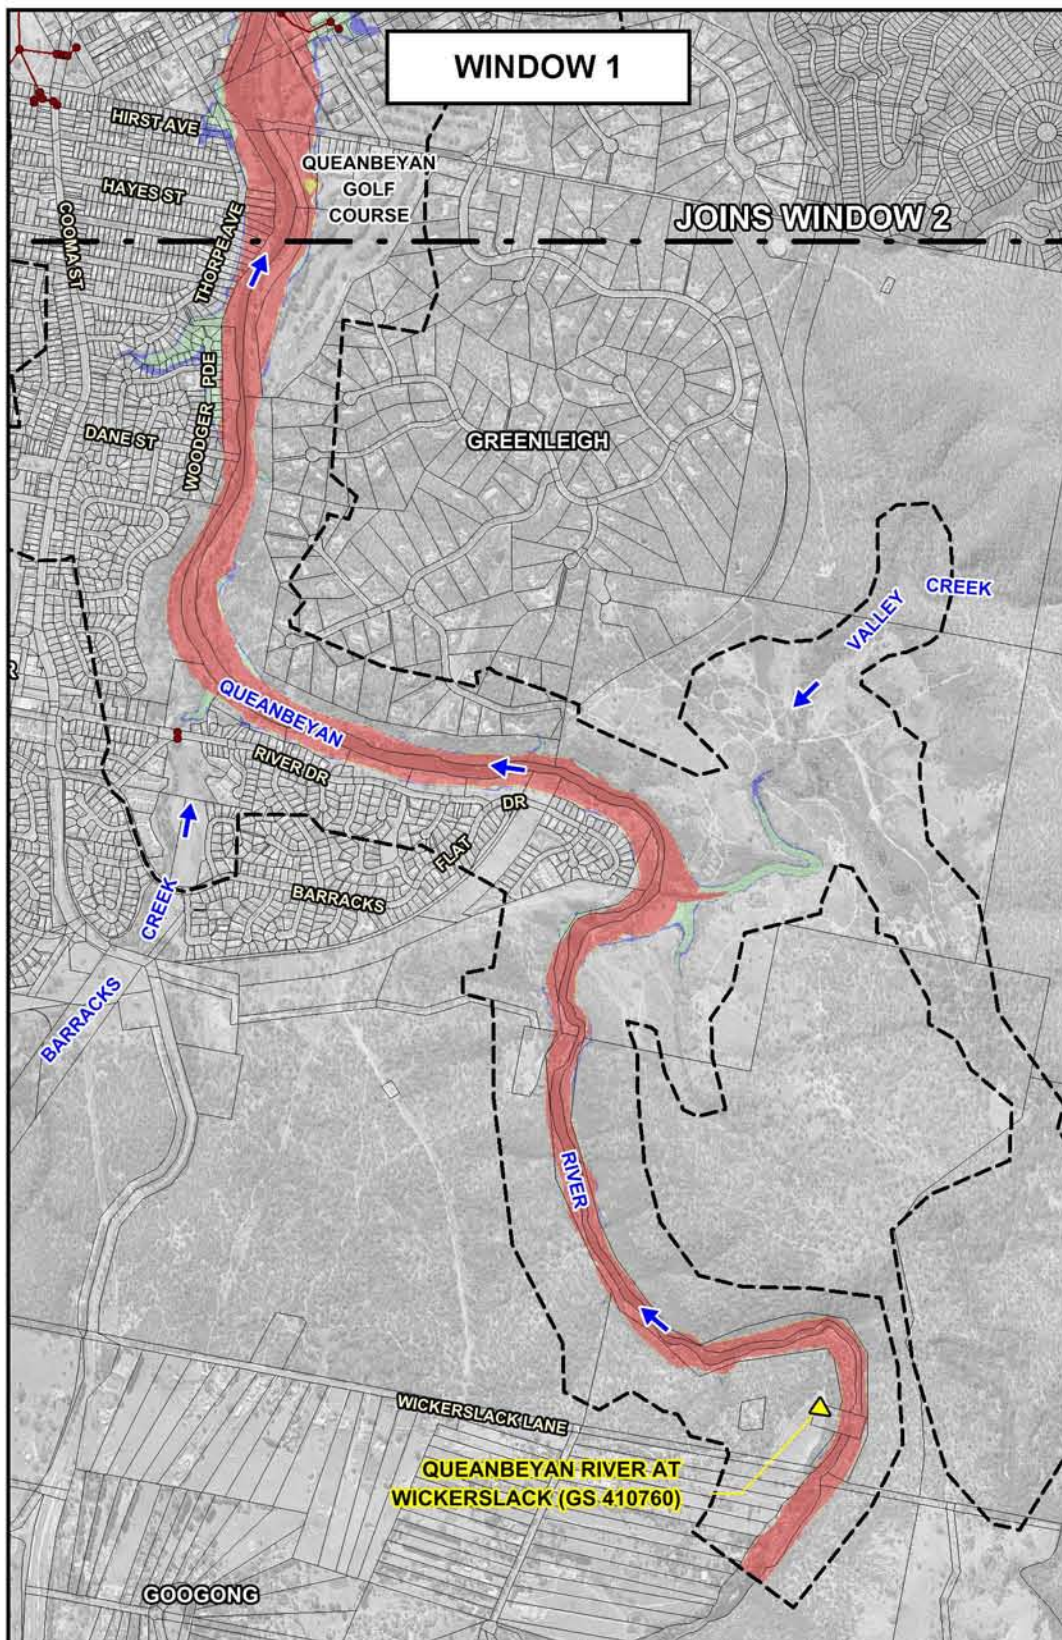 WINDOW 1
HIRST AVE
QUEANBEYAN
GOLF
COURSE
HAYES ST
COOMA ST
THORPE AVE
JOINS WINDOW 2
WOODGER PDE
DANE ST
GREENLEIGH
VALLEY CREEK
QUEANBEYAN
RIVER DR
BARRACKS FLAT DR
BARRACKS CREEK
RIVER
WICKERSLACK LANE
QUEANBEYAN RIVER AT
WICKERSLACK (GS 410760)
GOOGONG